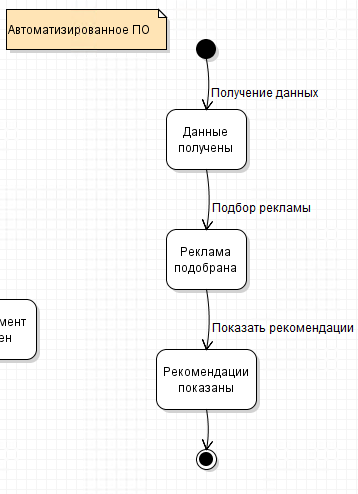 Автоматизированное ПО
Получение данных
Данные
получены
Подбор рекламы
Реклама
подобрана
мент
ен
Показать рекомендации
Рекомендации
показаны